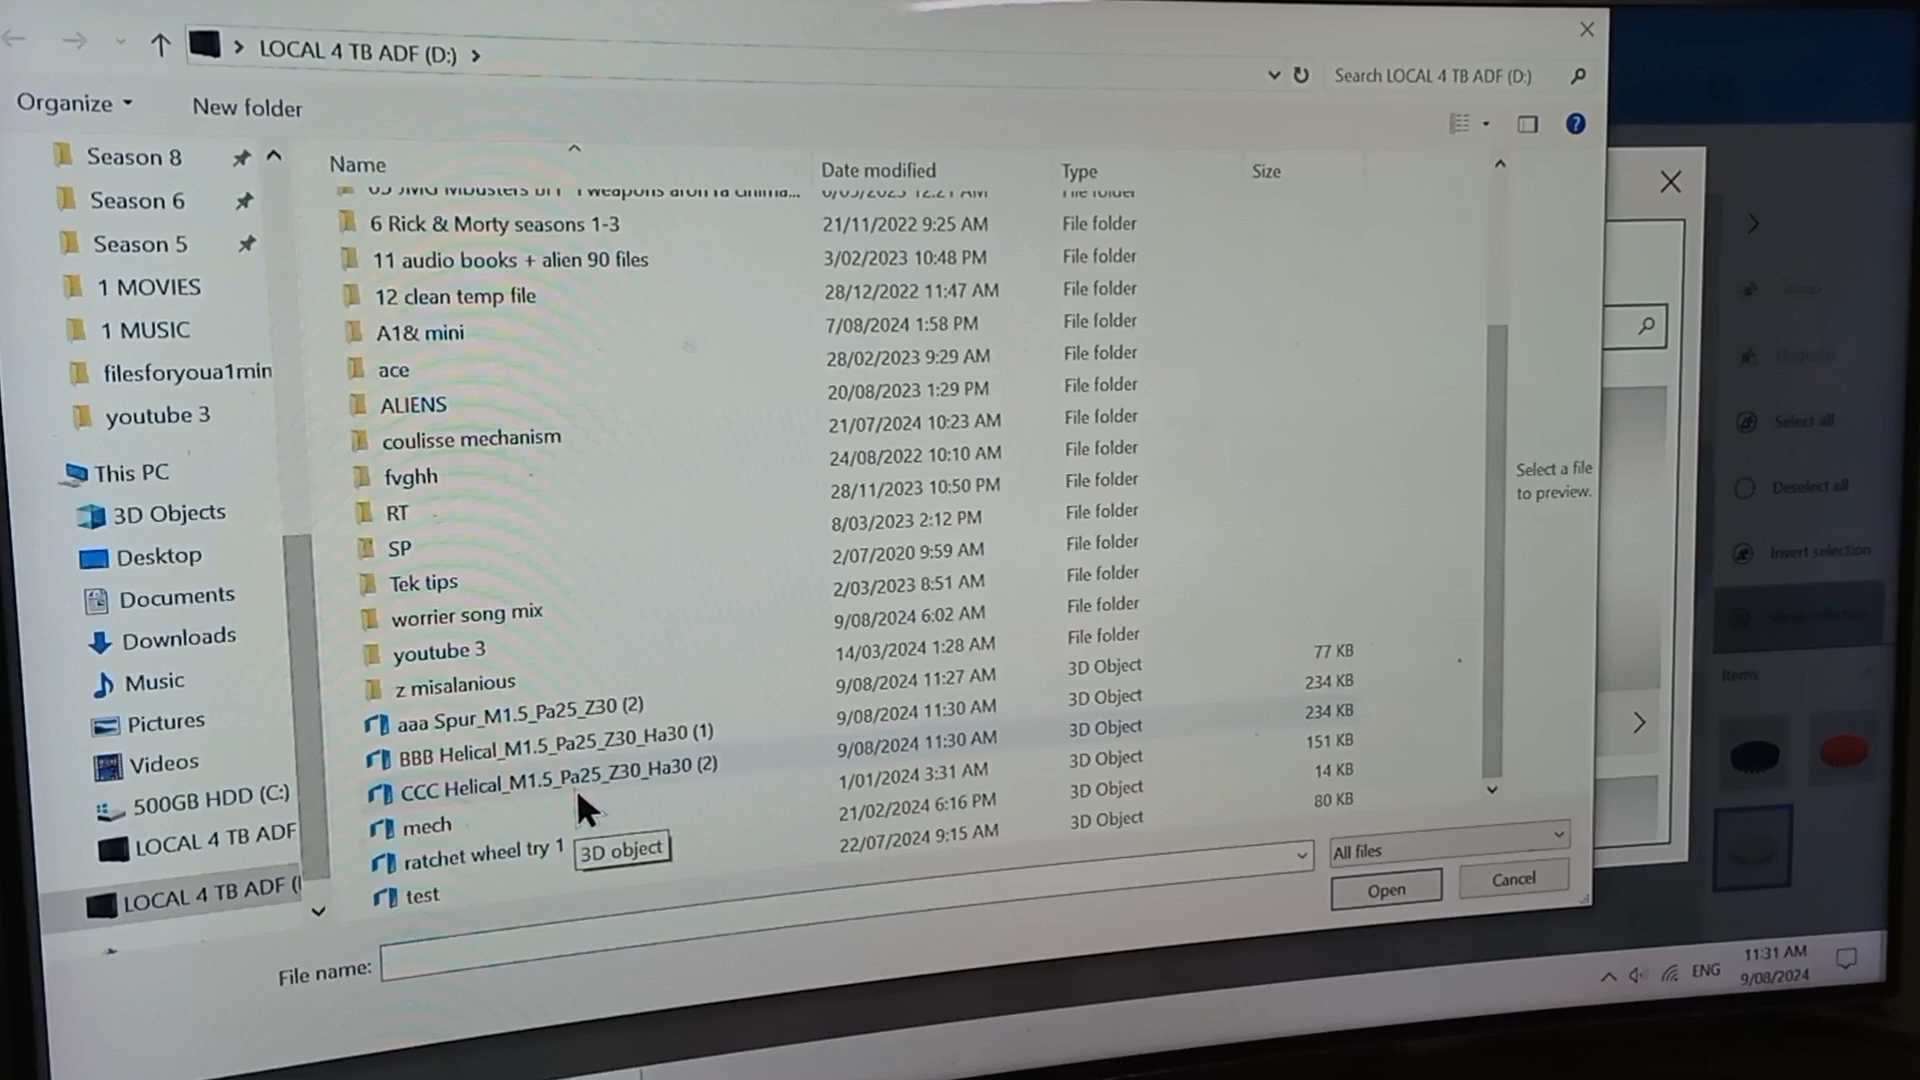 LOCAL 4 TB ADF (D:)
Search LOCAL 4 TB ADF (D:)
Organize
New folder
Season 8
Season 6
Season 5
1 MOVIES
1 MUSIC
filesforyoua1min
youtube 3
This PC
3D Objects
Desktop
Documents
Downloads
Music
Pictures
Videos
500GB HDD (C:)
LOCAL 4 TB ADF
LOCAL 4 TB ADF (
Name
Date modified
Type
Size
6 Rick & Morty seasons 1-3
11 audio books + alien 90 files
12 clean temp file
A1& mini
ace
ALIENS
coulisse mechanism
fvghh
RT
SP
Tek tips
worrier song mix
youtube 3
z misalanious
aaa Spur_M1.5_Pa25_Z30 (2)
BBB Helical_M1.5_Pa25_Z30_Ha30 (1)
CCC Helical_M1.5_Pa25_Z30_Ha30 (2)
mech
ratchet wheel try 1
test
3D object
21/11/2022 9:25 AM
3/02/2023 10:48 PM
28/12/2022 11:47 AM
7/08/2024 1:58 PM
28/02/2023 9:29 AM
20/08/2023 1:29 PM
21/07/2024 10:23 AM
24/08/2022 10:10 AM
28/11/2023 10:50 PM
8/03/2023 2:12 PM
2/07/2020 9:59 AM
2/03/2023 8:51 AM
9/08/2024 6:02 AM
14/03/2024 1:28 AM
9/08/2024 11:27 AM
9/08/2024 11:30 AM
9/08/2024 11:30 AM
1/01/2024 3:31 AM
21/02/2024 6:16 PM
22/07/2024 9:15 AM
File folder
File folder
File folder
File folder
File folder
File folder
File folder
File folder
File folder
File folder
File folder
File folder
File folder
File folder
3D Object
3D Object
3D Object
3D Object
3D Object
3D Object
77 KB
234 KB
234 KB
151 KB
14 KB
80 KB
Select a file
to preview.
All files
Open
Cancel
File name:
Select all
Deselect all
Invert selection
Items
ENG
11:31 AM
9/08/2024